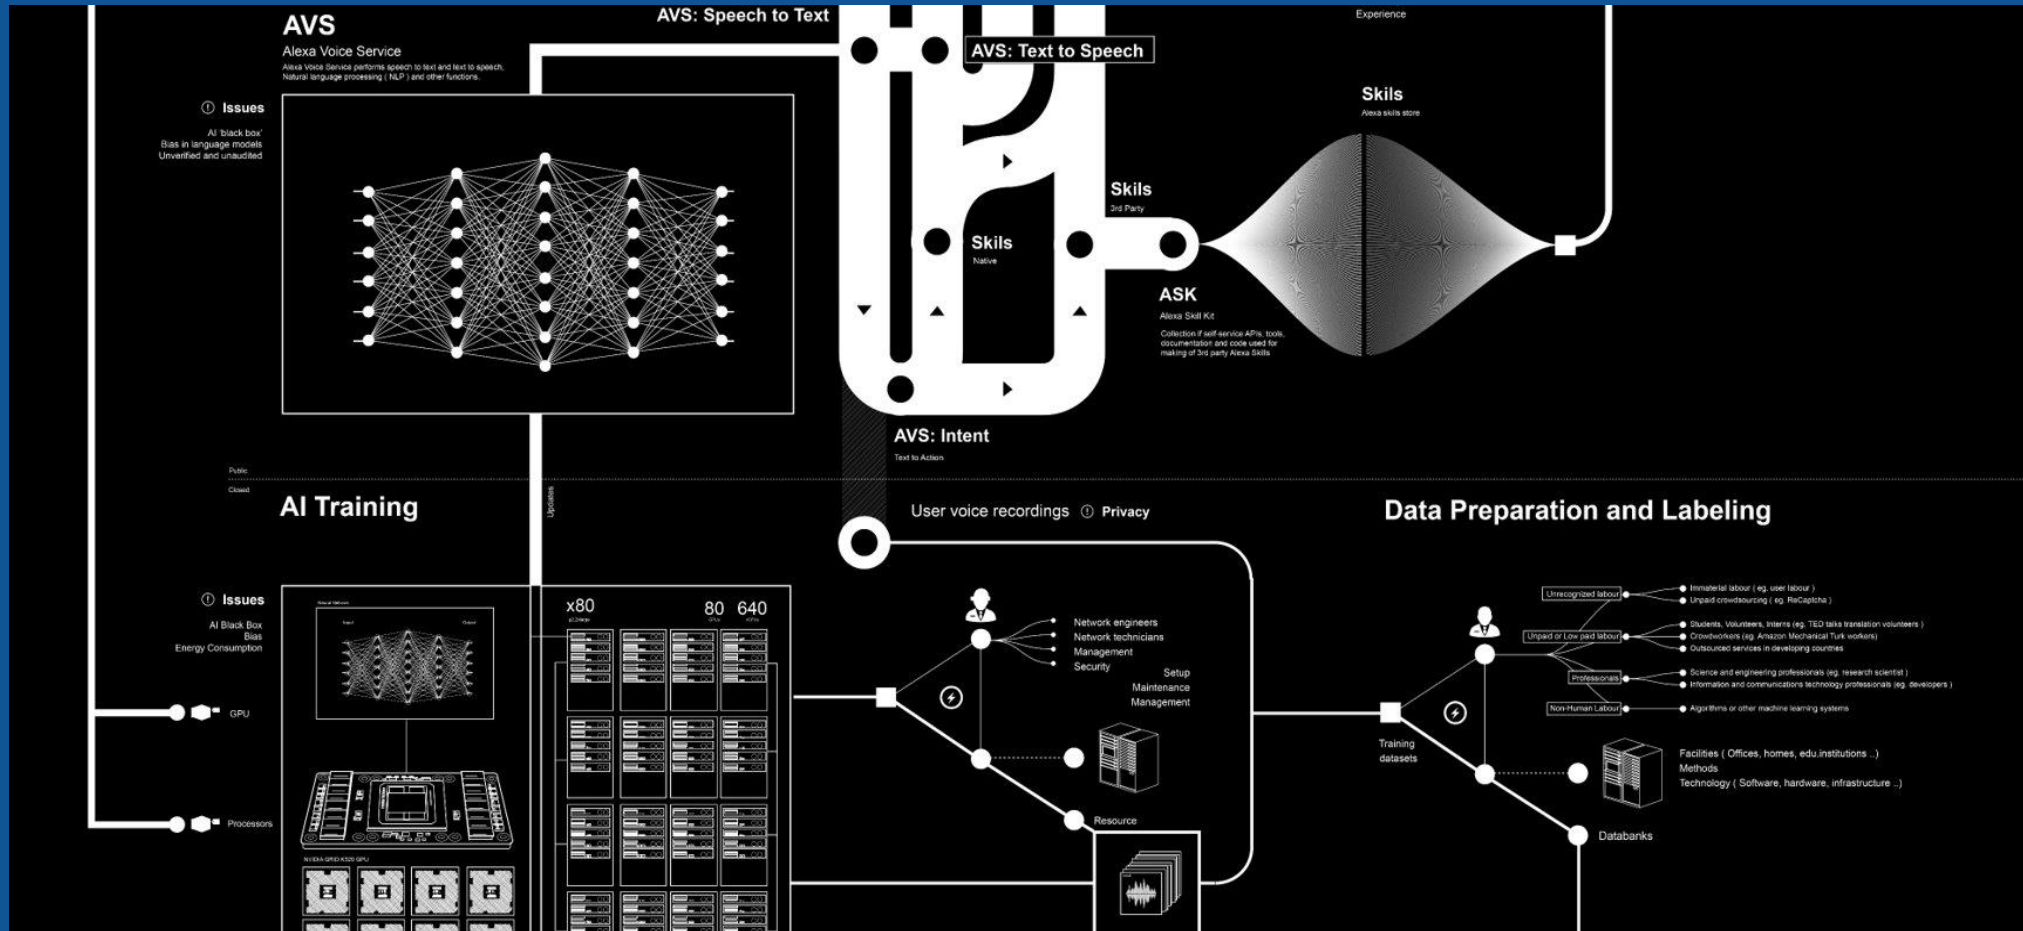 AVS: Speech to Text
Experience
AVS
Alexa Voice Service
Alexa Voice Service performs speech to text and text to speech,
Natural language processing ( NLP ) and other functions.
AVS: Text to Speech
Issues
AI 'black box'
Bias in language models
Unverified and unaudited
Skils
Alexa skills store
Skils
3rd Party
Skils
Native
ASK
Alexa Skill Kit
Collection if self-service APIs, tools,
documentation and code used for
making of 3rd party Alexa Skills
AVS: Intent
Text to Action
Public
Closed
AI Training
Updates
User voice recordings
Privacy
Data Preparation and Labeling
Issues
AI Black Box
Bias
Energy Consumption
Neural Network
Input
Output
x80
80
640
GPU
Processors
NVIDIA GRID K520 GPU
Network engineers
Network technicians
Management
Security
Setup
Maintenance
Management
Resource
Unrecognized labour
Immaterial labour ( eg. user labour )
Unpaid crowdsourcing ( eg. ReCaptcha )
Unpaid or Low paid labour
Students, Volunteers, Interns (eg. TED talks translation volunteers )
Crowdworkers (eg. Amazon Mechanical Turk workers)
Outsourced services in developing countries
Professionals
Science and engineering professionals (eg. research scientist )
Information and communications technology professionals (eg. developers )
Non-Human Labour
Algorithms or other machine learning systems
Training
datasets
Facilities ( Offices, homes, edu.institutions ..)
Methods
Technology ( Software, hardware, infrastructure ..)
Databanks